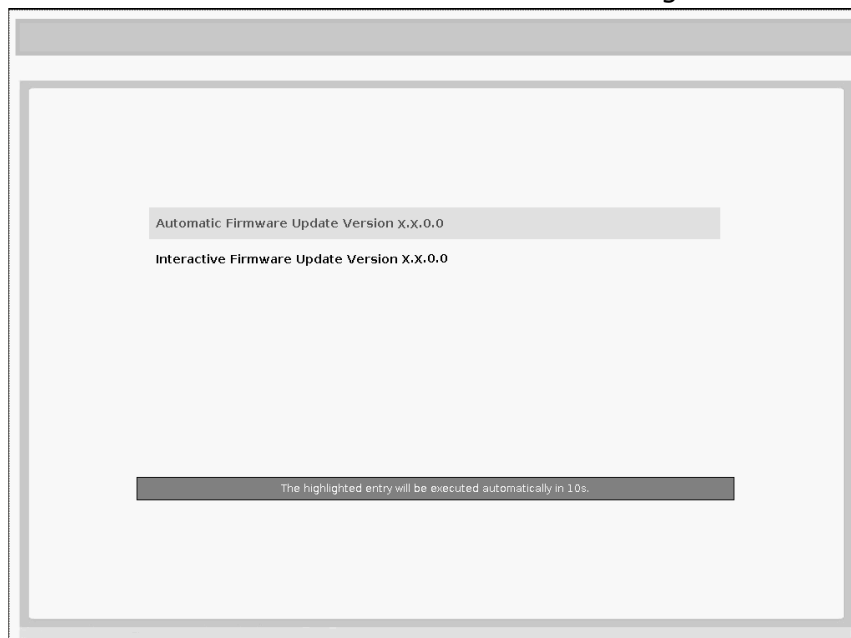 Automatic Firmware Update Version X.X.0.0
Interactive Firmware Update Version X.X.0.0
The highlighted entry will be executed automatically in 10s.